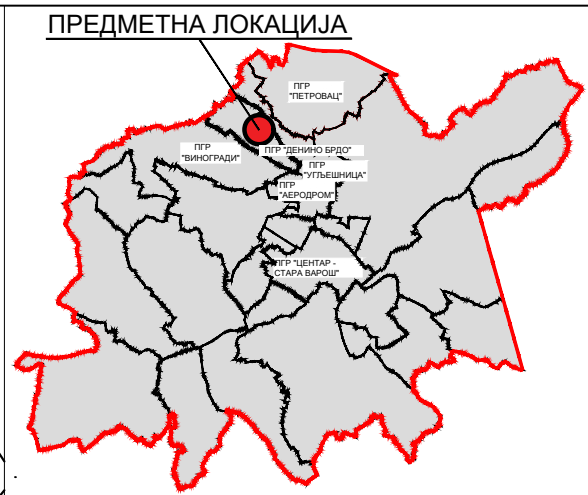 ПРЕДМЕТНА ЛОКАЦИЈА
ПГР
"ПЕТРОВАЦ"
ПГР
"ВИНОГРАДИ"
ПГР "ДЕНИНО БРДО"
ПГР
"УГЉЕШНИЦА"
ПГР
"АЕРОДРОМ"
ПГР "ЦЕНТАР -
СТАРА ВАРОШ"